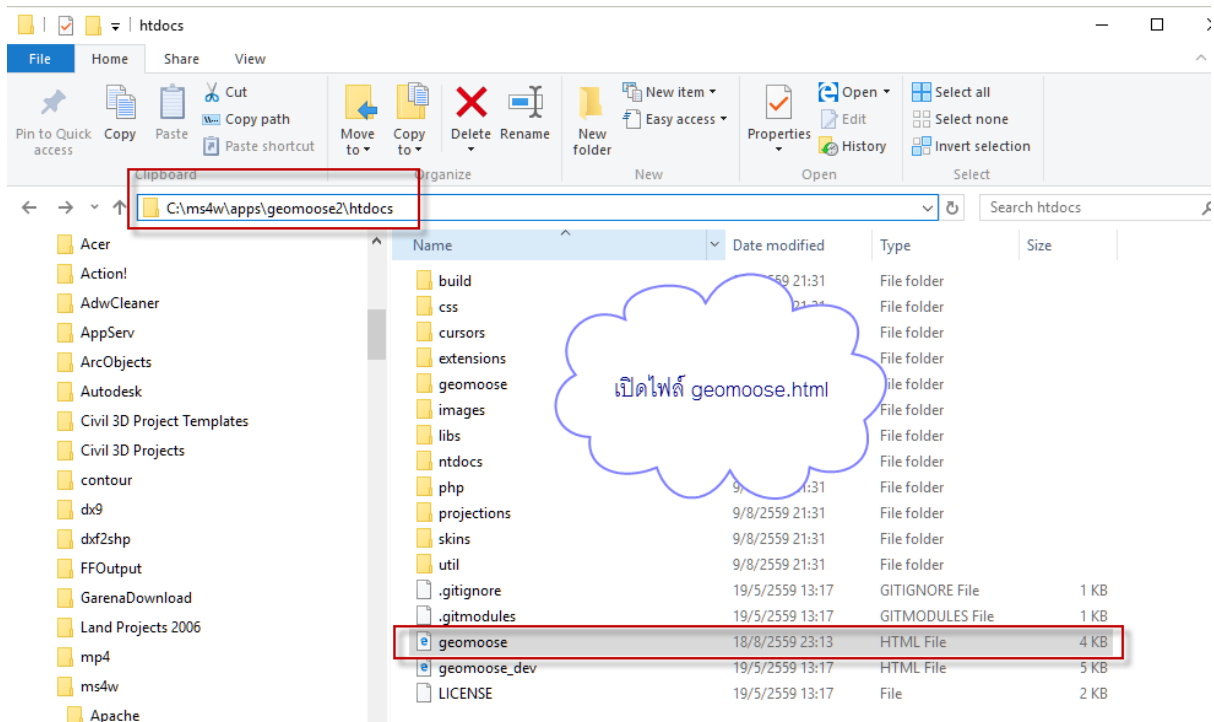 htdocs
File Home Share View
Pin to Quick access
Copy
Paste
Cut
Copy path
Paste shortcut
Clipboard
Move to
Copy to
Delete
Rename
Organize
New folder
New item
Easy access
New
Properties
Open
Edit
History
Open
Select all
Select none
Invert selection
Select
C:\ms4w\apps\geomoose2\htdocs
Search htdocs
Acer
Action!
AdwCleaner
AppServ
ArcObjects
Autodesk
Civil 3D Project Templates
Civil 3D Projects
contour
dx9
dxf2shp
FFOutput
GarenaDownload
Land Projects 2006
mp4
ms4w
Apache
Name Date modified Type Size
build 21:31 File folder
css File folder
cursors File folder
extensions File folder
geomoose file folder
images File folder
libs File folder
ntdocs File folder
php File folder
projections 9/8/2559 21:31 File folder
skins 9/8/2559 21:31 File folder
util 9/8/2559 21:31 File folder
.gitignore 19/5/2559 13:17 GITIGNORE File 1 KB
.gitmodules 19/5/2559 13:17 GITMODULES File 1 KB
geomoose 18/8/2559 23:13 HTML File 4 KB
geomoose_dev 19/5/2559 13:17 HTML File 5 KB
LICENSE 19/5/2559 13:17 File 2 KB
เปิดไฟล์ geomoose.html